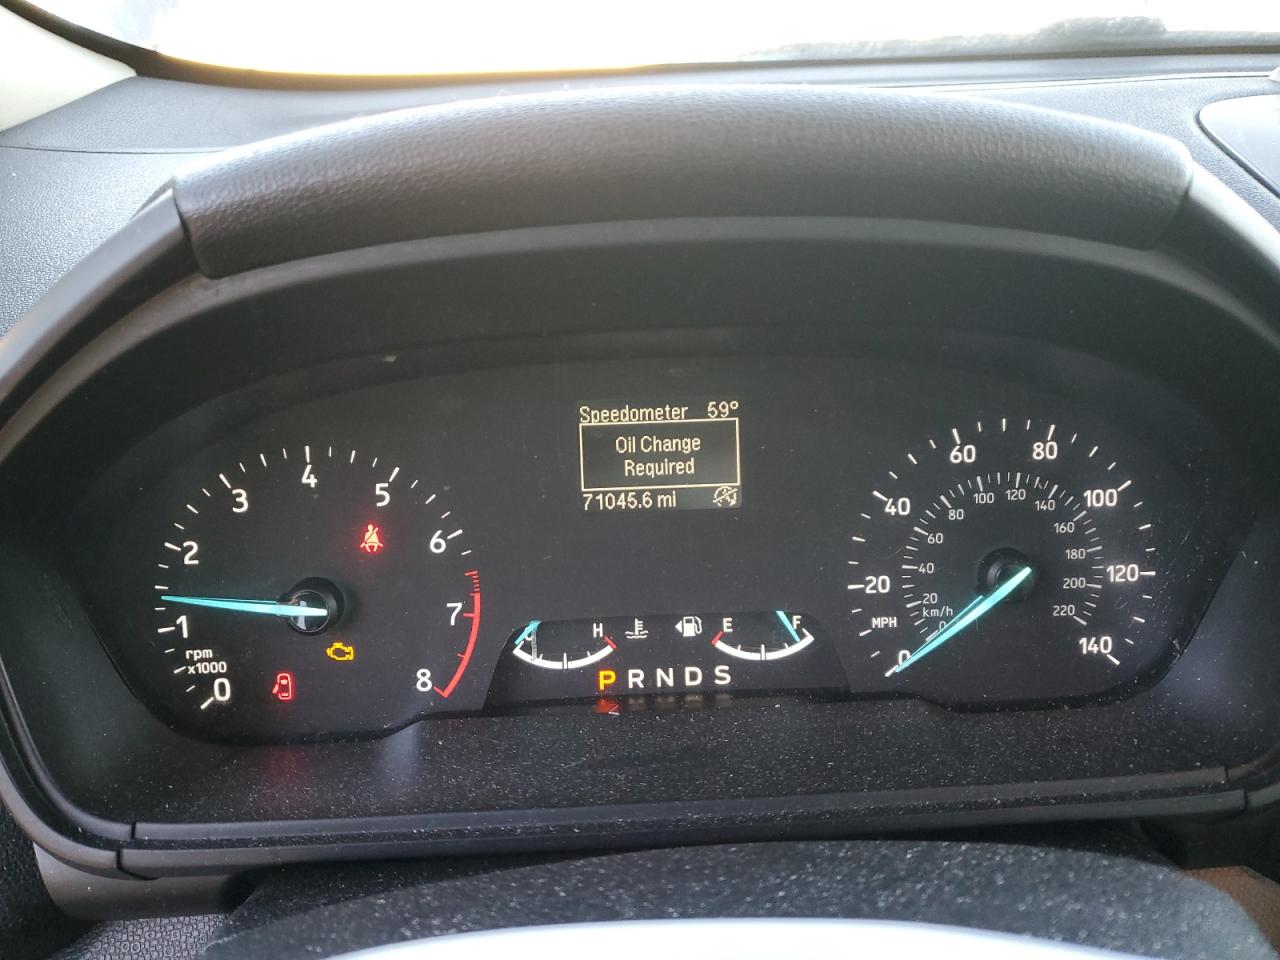 Speedometer 59°
Oil Change
Required
71045.6 mi
0 1 2 3 4 5 6 7 8
rpm
x1000
H
E F
P R N D S
0 20 40 60 80 100 120 140
MPH
0 20 40 60 80 100 120 140 160 180 200 220
km/h